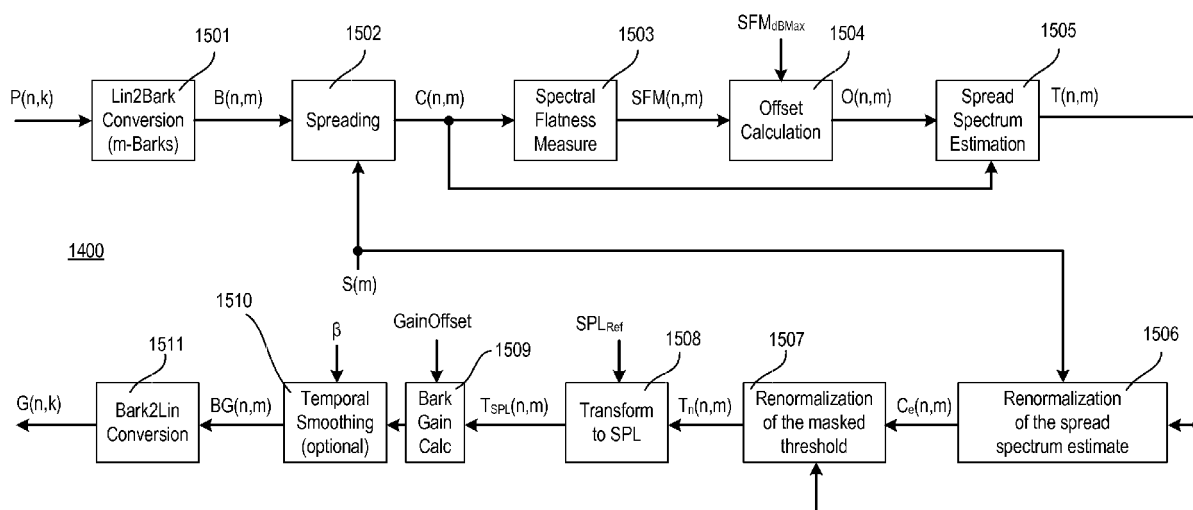 1501
1502
1503
SFMdBMax
1504
1505
P(n,k)
Lin2Bark
Conversion
(m-Barks)
B(n,m)
Spreading
C(n,m)
Spectral
Flatness
Measure
SFM(n,m)
Offset
Calculation
O(n,m)
Spread
Spectrum
Estimation
T(n,m)
1400
S(m)
1511
1510
β
GainOffset
1509
SPLRef
1508
1507
1506
G(n,k)
Bark2Lin
Conversion
BG(n,m)
Temporal
Smoothing
(optional)
Bark
Gain
Calc
TSPL(n,m)
Transform
to SPL
Tn(n,m)
Renormalization
of the masked
threshold
Ce(n,m)
Renormalization
of the spread
spectrum estimate